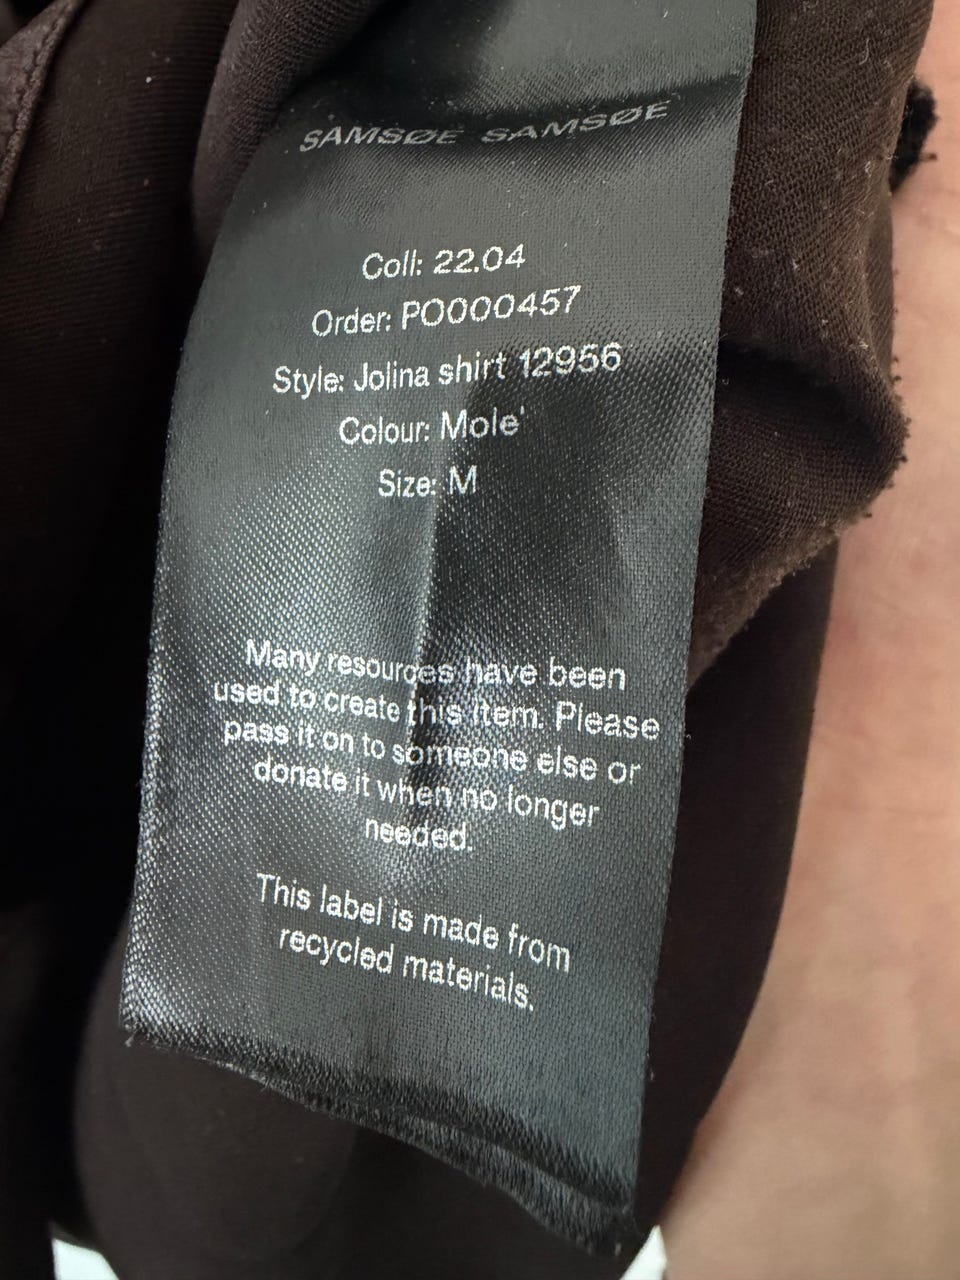 SAMSØE SAMSØE
Coll: 22.04
Order: PO000457
Style: Jolina shirt 12956
Colour: Mole'
Size: M
Many resources have been
used to create this item. Please
pass it on to someone else or
donate it when no longer
needed.
This label is made from
recycled materials.